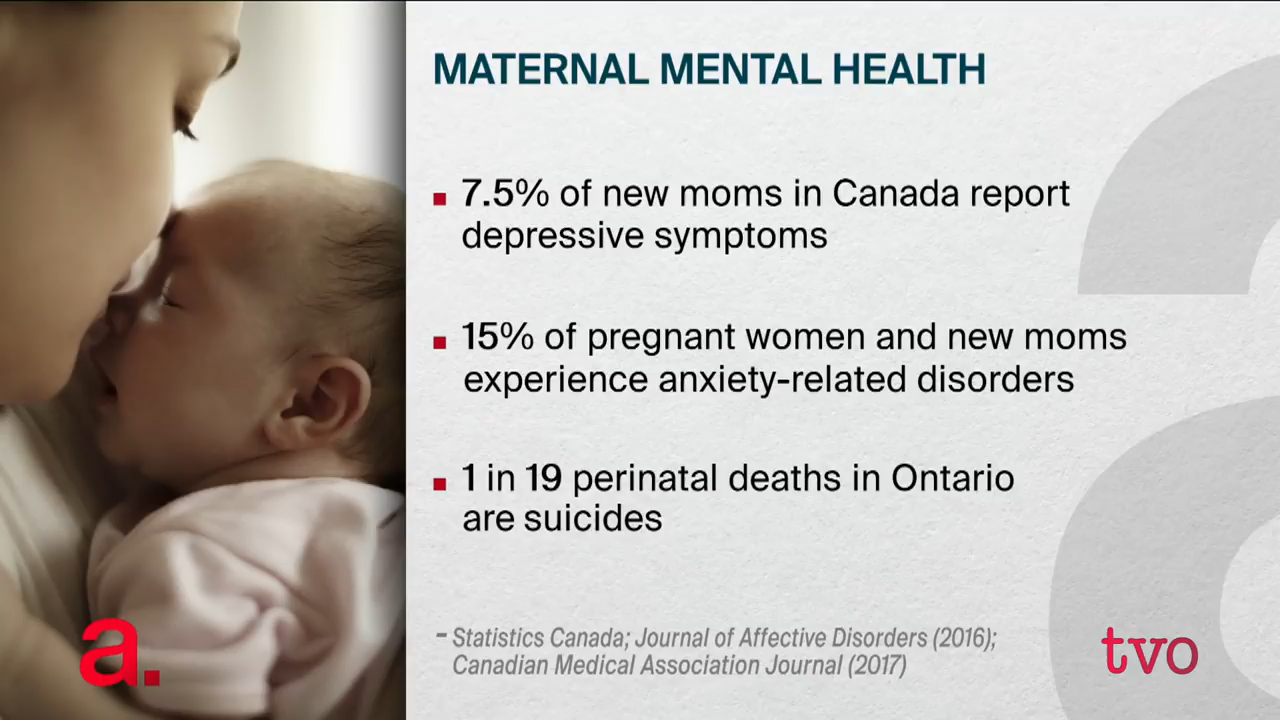 MATERNAL MENTAL HEALTH
▪ 7.5% of new moms in Canada report
depressive symptoms
▪ 15% of pregnant women and new moms
experience anxiety-related disorders
▪ 1 in 19 perinatal deaths in Ontario
are suicides
- Statistics Canada; Journal of Affective Disorders (2016);
Canadian Medical Association Journal (2017)
a.
tvo